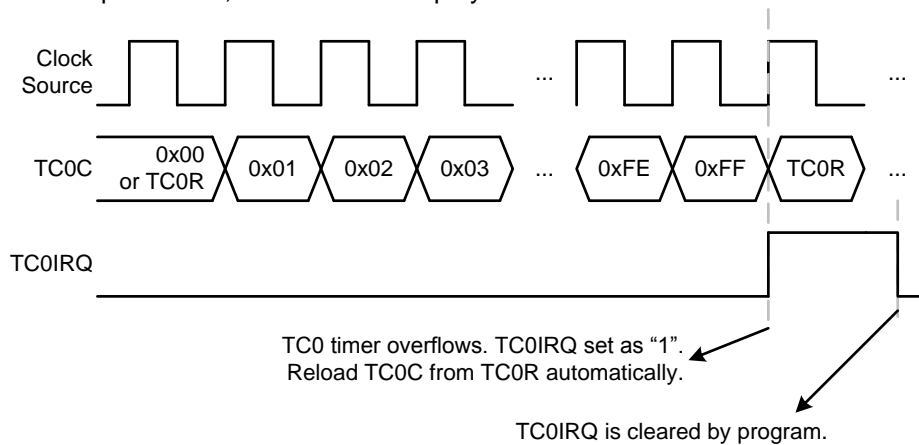 Clock
Source
...
...
TC0C
0x00
or TC0R
0x01
0x02
0x03
...
0xFE
0xFF
TC0R
...
TC0IRQ
TC0 timer overflows. TC0IRQ set as “1”.
Reload TC0C from TC0R automatically.
TC0IRQ is cleared by program.